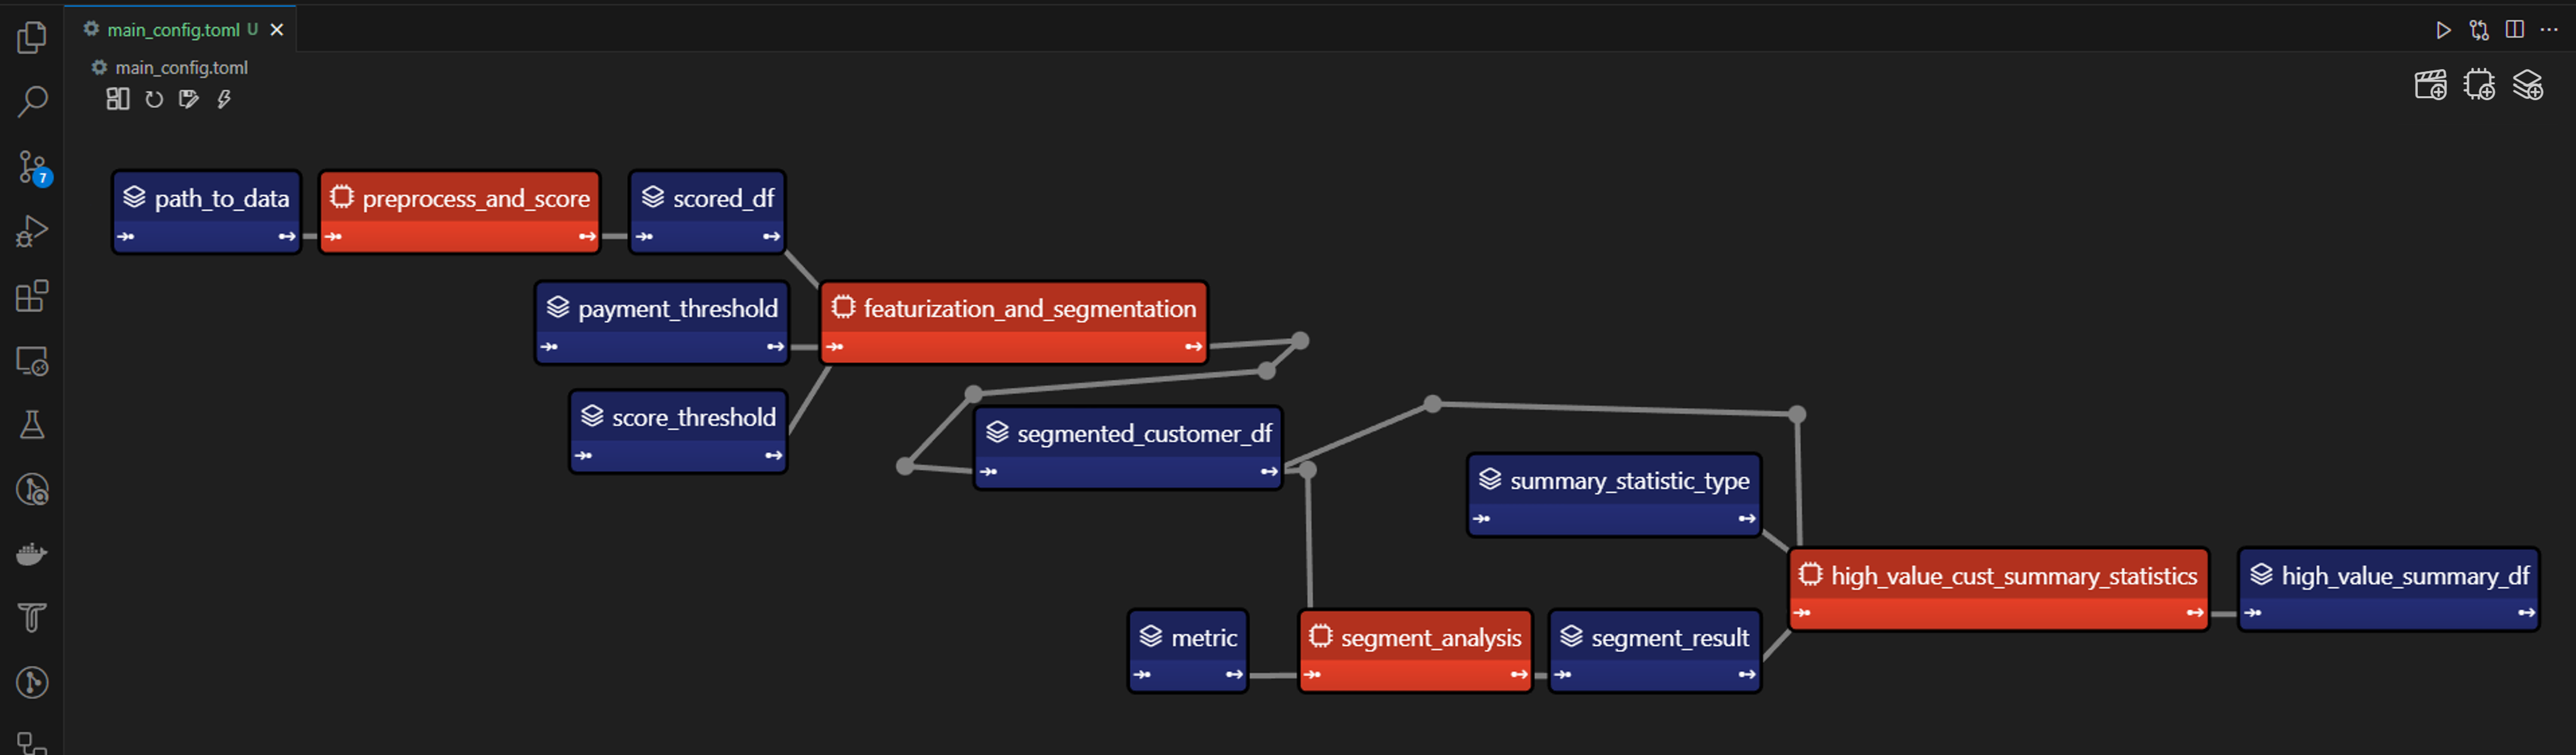 main_config.toml U
main_config.toml
7
path_to_data
preprocess_and_score
scored_df
payment_threshold
featurization_and_segmentation
score_threshold
segmented_customer_df
summary_statistic_type
high_value_cust_summary_statistics
high_value_summary_df
metric
segment_analysis
segment_result